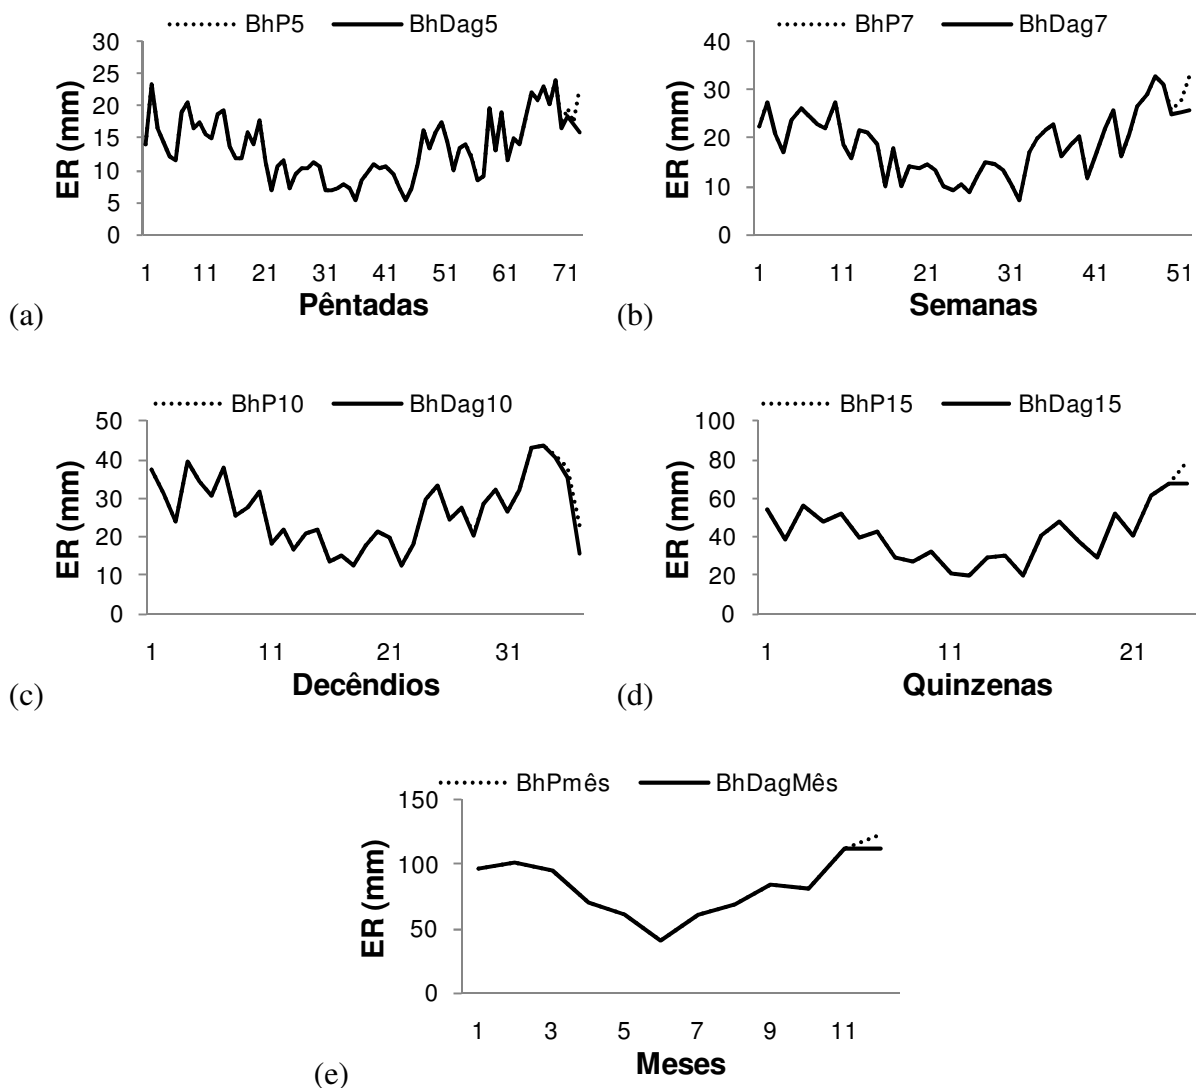 BhP5 BhDag5
30
25
20
15
10
5
0
ER (mm)
1 11 21 31 41 51 61 71
Pêntadas
(a)
BhP7 BhDag7
40
30
20
10
0
ER (mm)
1 11 21 31 41 51
Semanas
(b)
BhP10 BhDag10
50
40
30
20
10
0
ER (mm)
1 11 21 31
Decêndios
(c)
BhP15 BhDag15
100
80
60
40
20
0
ER (mm)
1 11 21
Quinzenas
(d)
BhPmês BhDagMês
150
100
50
0
ER (mm)
1 3 5 7 9 11
Meses
(e)